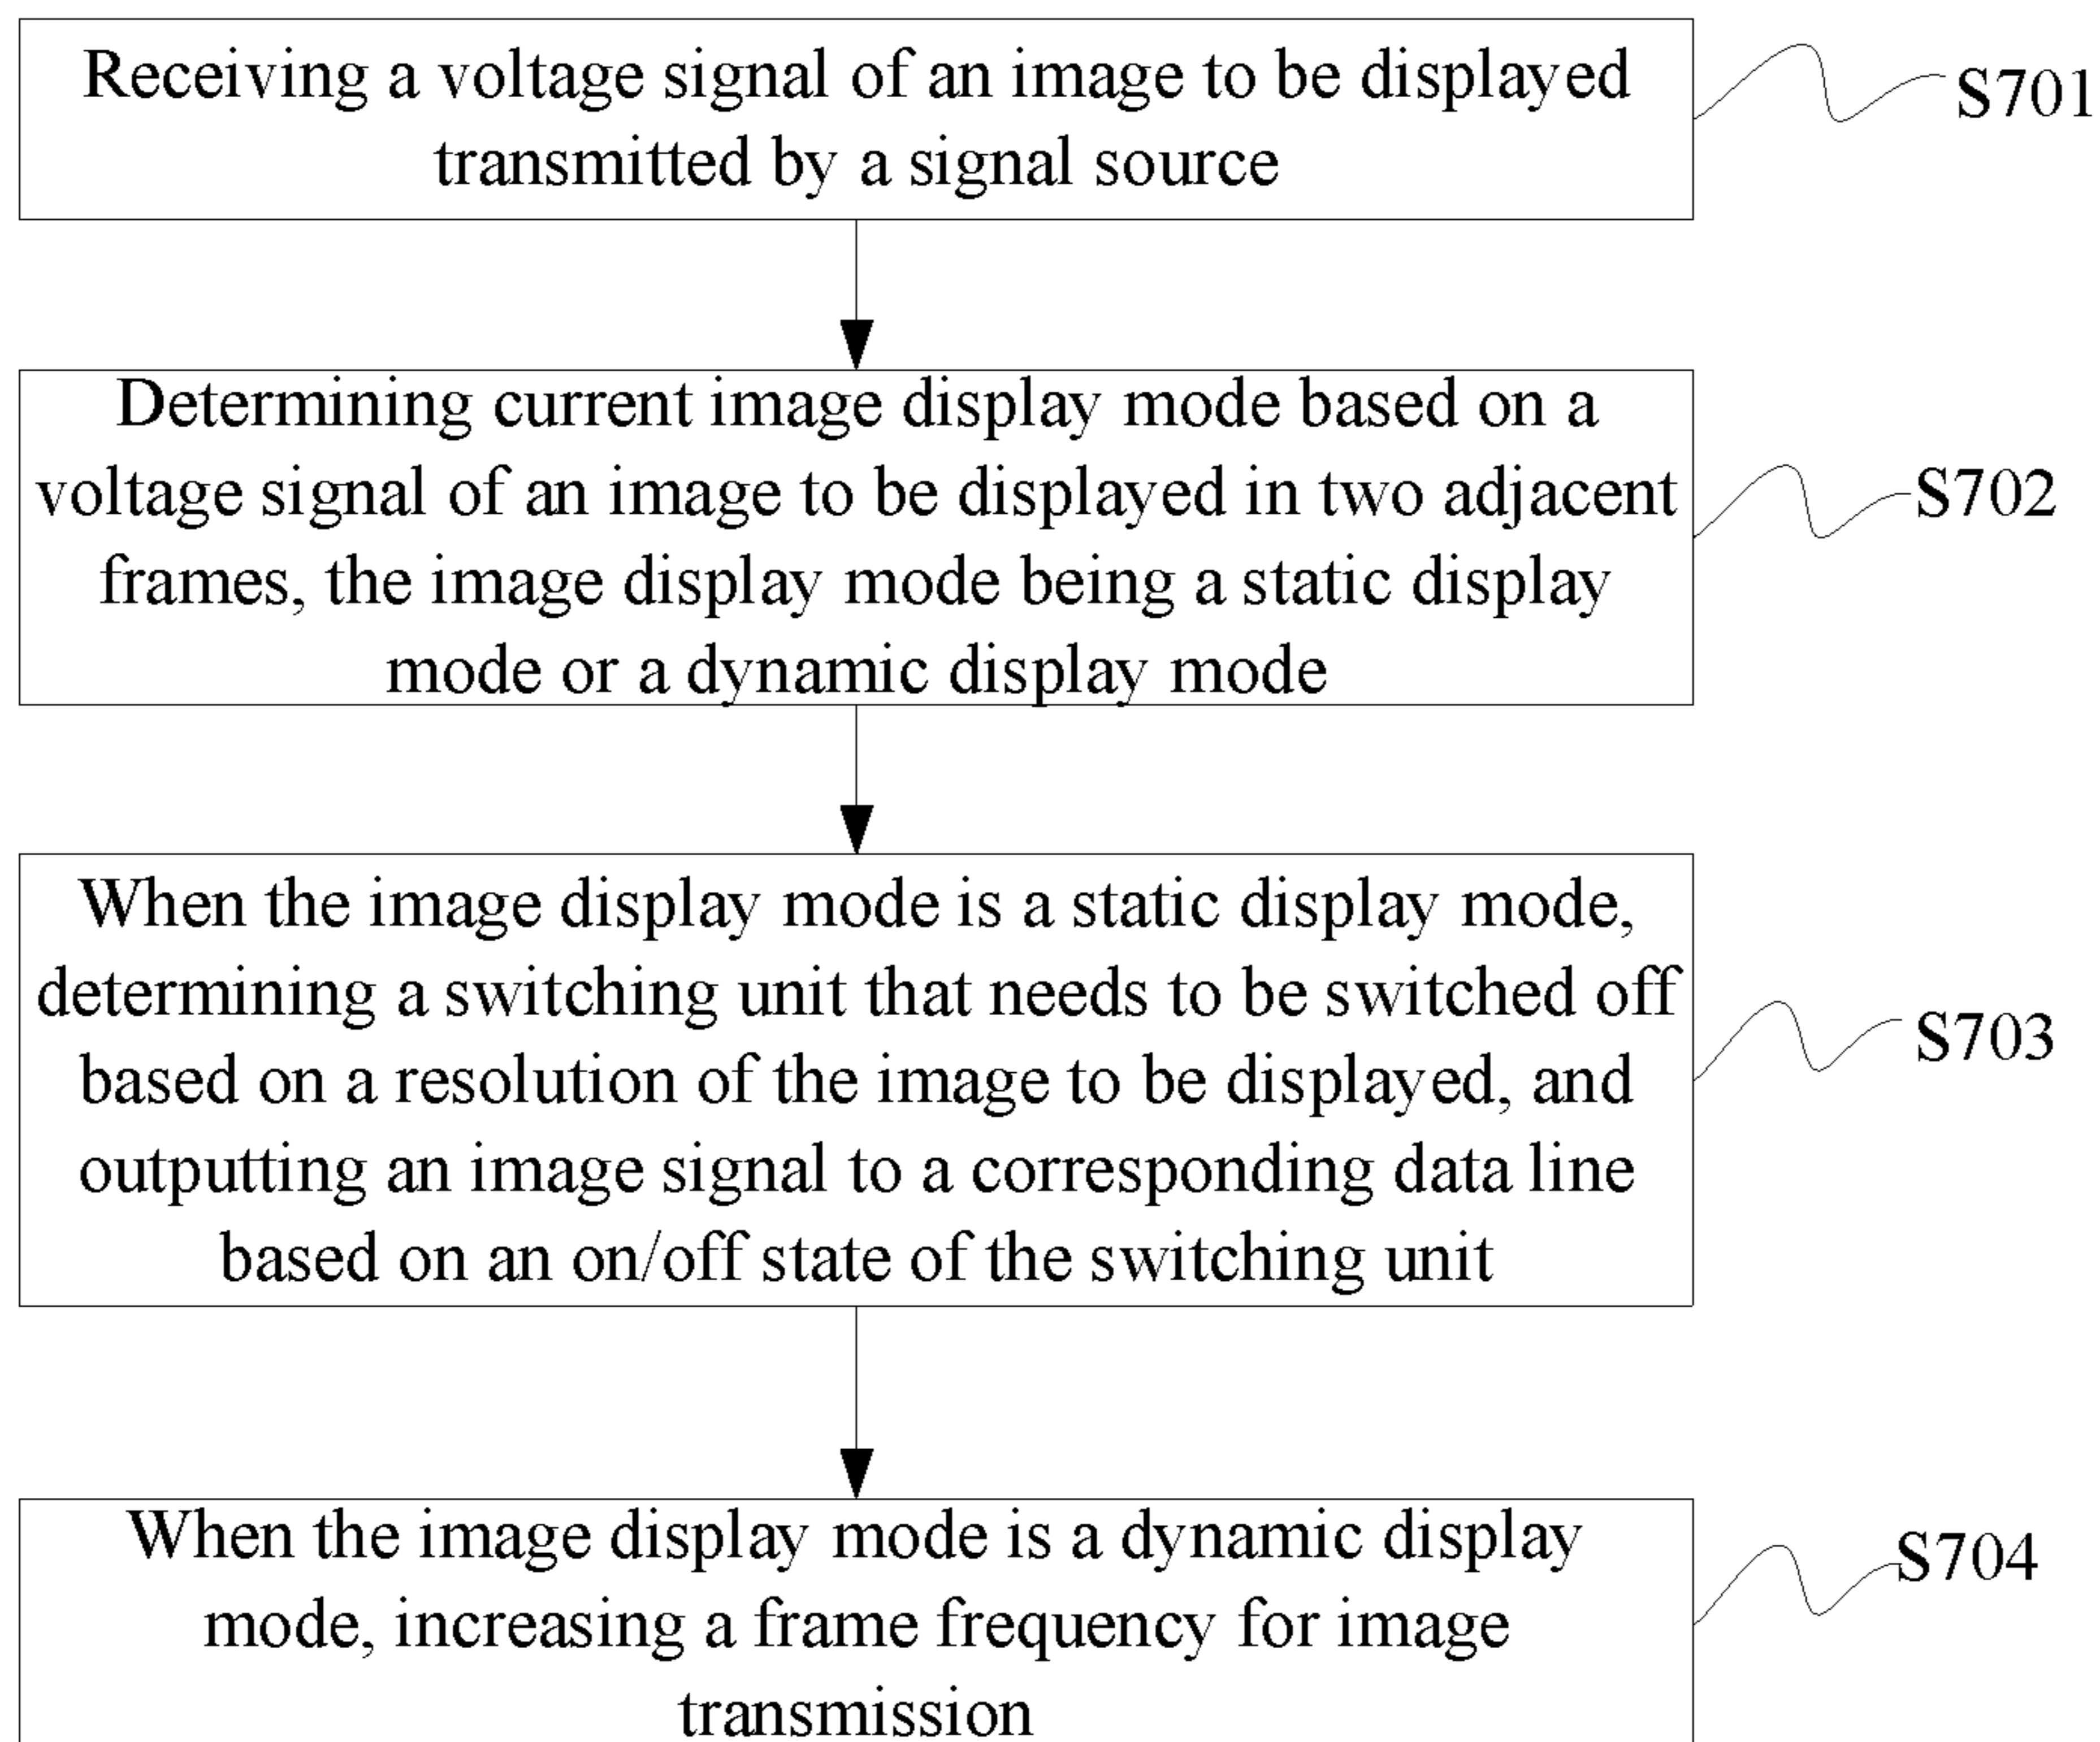 Receiving a voltage signal of an image to be displayed
transmitted by a signal source
S701
Determining current image display mode based on a
voltage signal of an image to be displayed in two adjacent
frames, the image display mode being a static display
mode or a dynamic display mode
S702
When the image display mode is a static display mode,
determining a switching unit that needs to be switched off
based on a resolution of the image to be displayed, and
outputting an image signal to a corresponding data line
based on an on/off state of the switching unit
S703
When the image display mode is a dynamic display
mode, increasing a frame frequency for image
transmission
S704